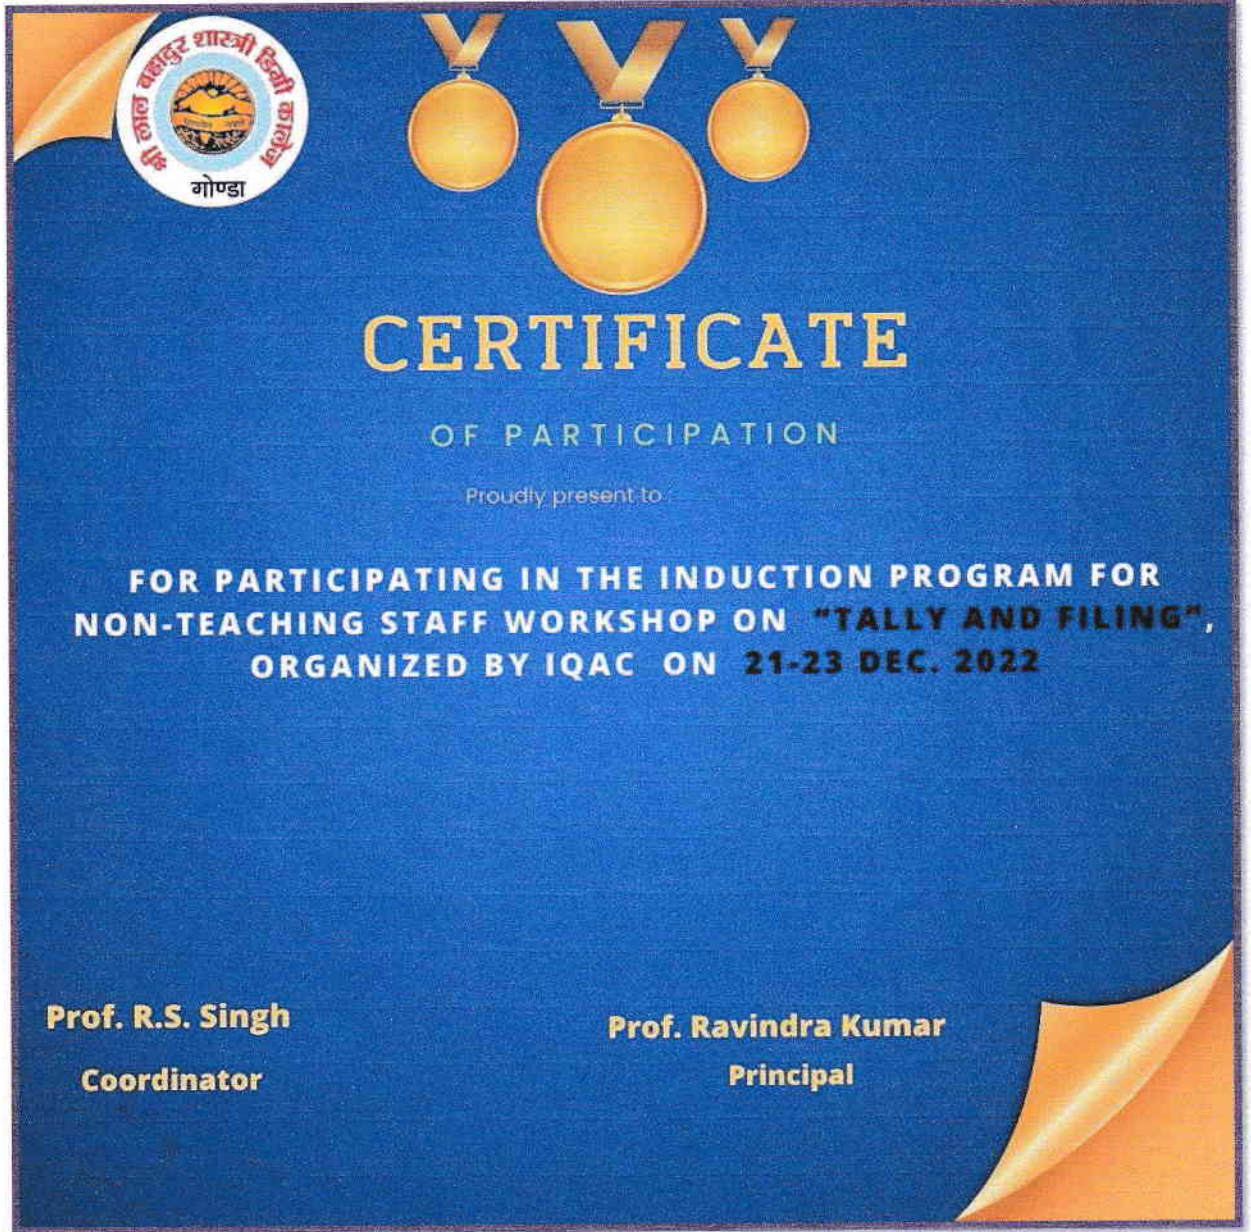 श्री लाल बहादुर शास्त्री डिग्री कालेज
गोण्डा
CERTIFICATE
OF PARTICIPATION
Proudly present to :
FOR PARTICIPATING IN THE INDUCTION PROGRAM FOR
NON-TEACHING STAFF WORKSHOP ON "TALLY AND FILING",
ORGANIZED BY IQAC ON 21-23 DEC. 2022
Prof. R.S. Singh
Coordinator
Prof. Ravindra Kumar
Principal